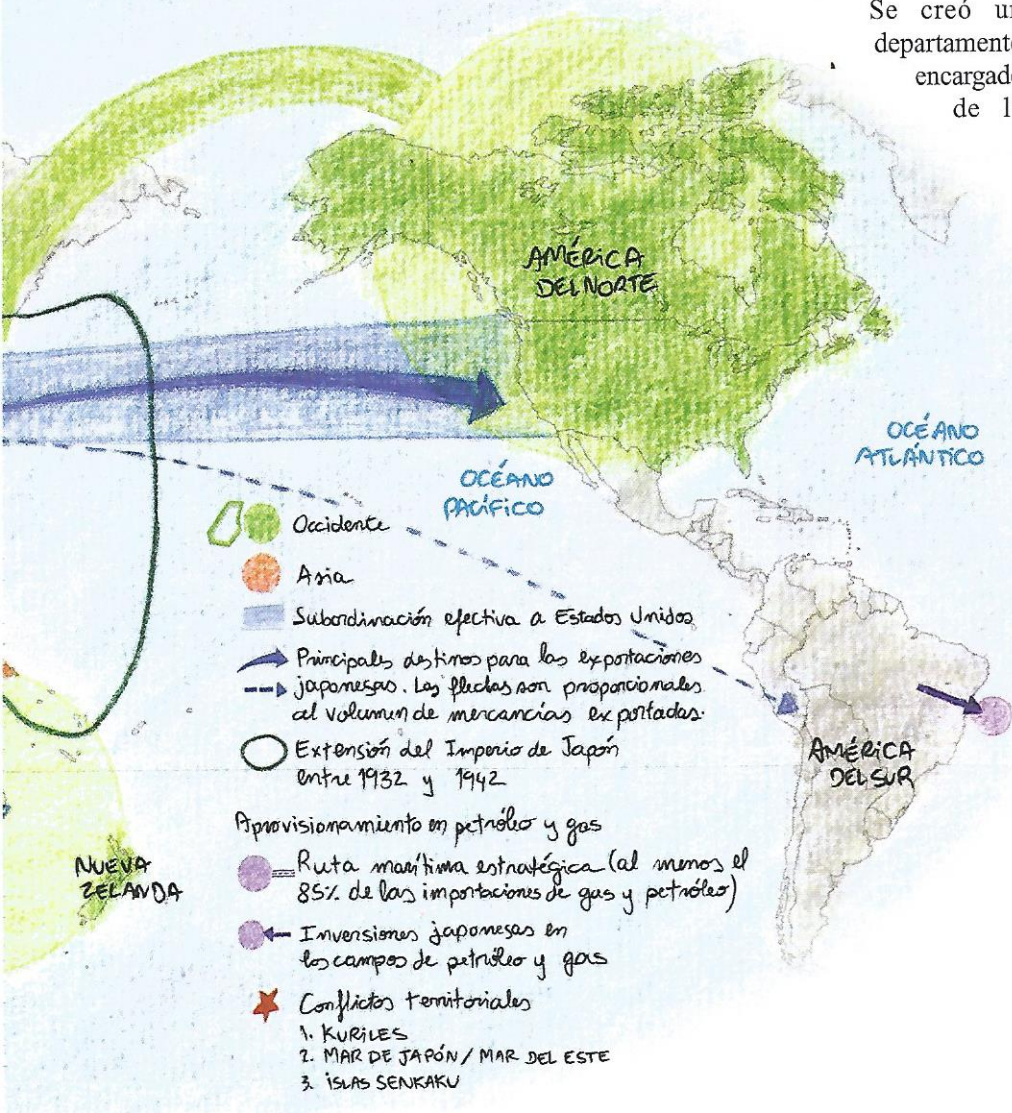 Se creó un
departamento
encargado
de l
AMÉRICA
DEL NORTE
OCÉANO
ATLÁNTICO
OCÉANO
PACÍFICO
Occidente
Asia
Subordinación efectiva a Estados Unidos
Principales destinos para las exportaciones
japonesas. Las flechas son proporcionales
al volumen de mercancías exportadas.
Extensión del Imperio de Japón
entre 1932 y 1942
AMÉRICA
DEL SUR
Aprovisionamiento en petróleo y gas
NUEVA
ZELANDA
Ruta marítima estratégica (al menos el
85% de las importaciones de gas y petróleo)
Inversiones japonesas en
los campos de petróleo y gas
Conflictos territoriales
1. KURILES
2. MAR DE JAPÓN / MAR DEL ESTE
3. ISLAS SENKAKU